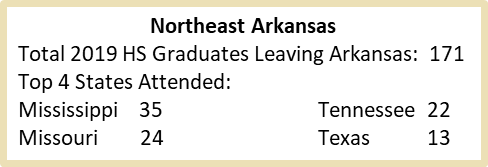 Northeast Arkansas
Total 2019 HS Graduates Leaving Arkansas: 171
Top 4 States Attended:
Mississippi 35 Tennessee 22
Missouri 24 Texas 13